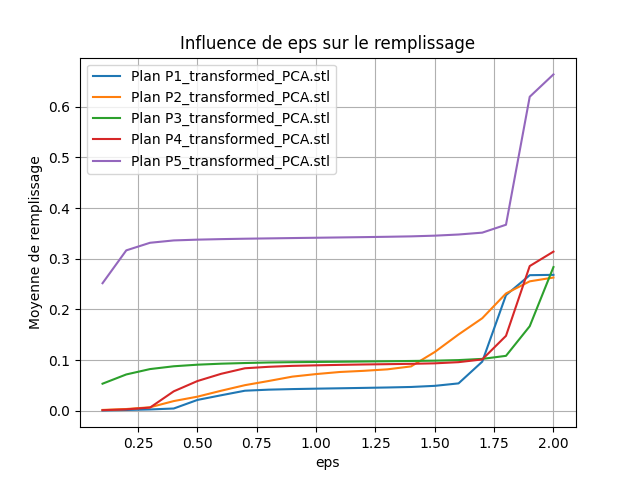 Influence de eps sur le remplissage
Plan P1_transformed_PCA.stl
Plan P2_transformed_PCA.stl
Plan P3_transformed_PCA.stl
Plan P4_transformed_PCA.stl
Plan P5_transformed_PCA.stl
Moyenne de remplissage
0.6
0.5
0.4
0.3
0.2
0.1
0.0
0.25 0.50 0.75 1.00 1.25 1.50 1.75 2.00
eps